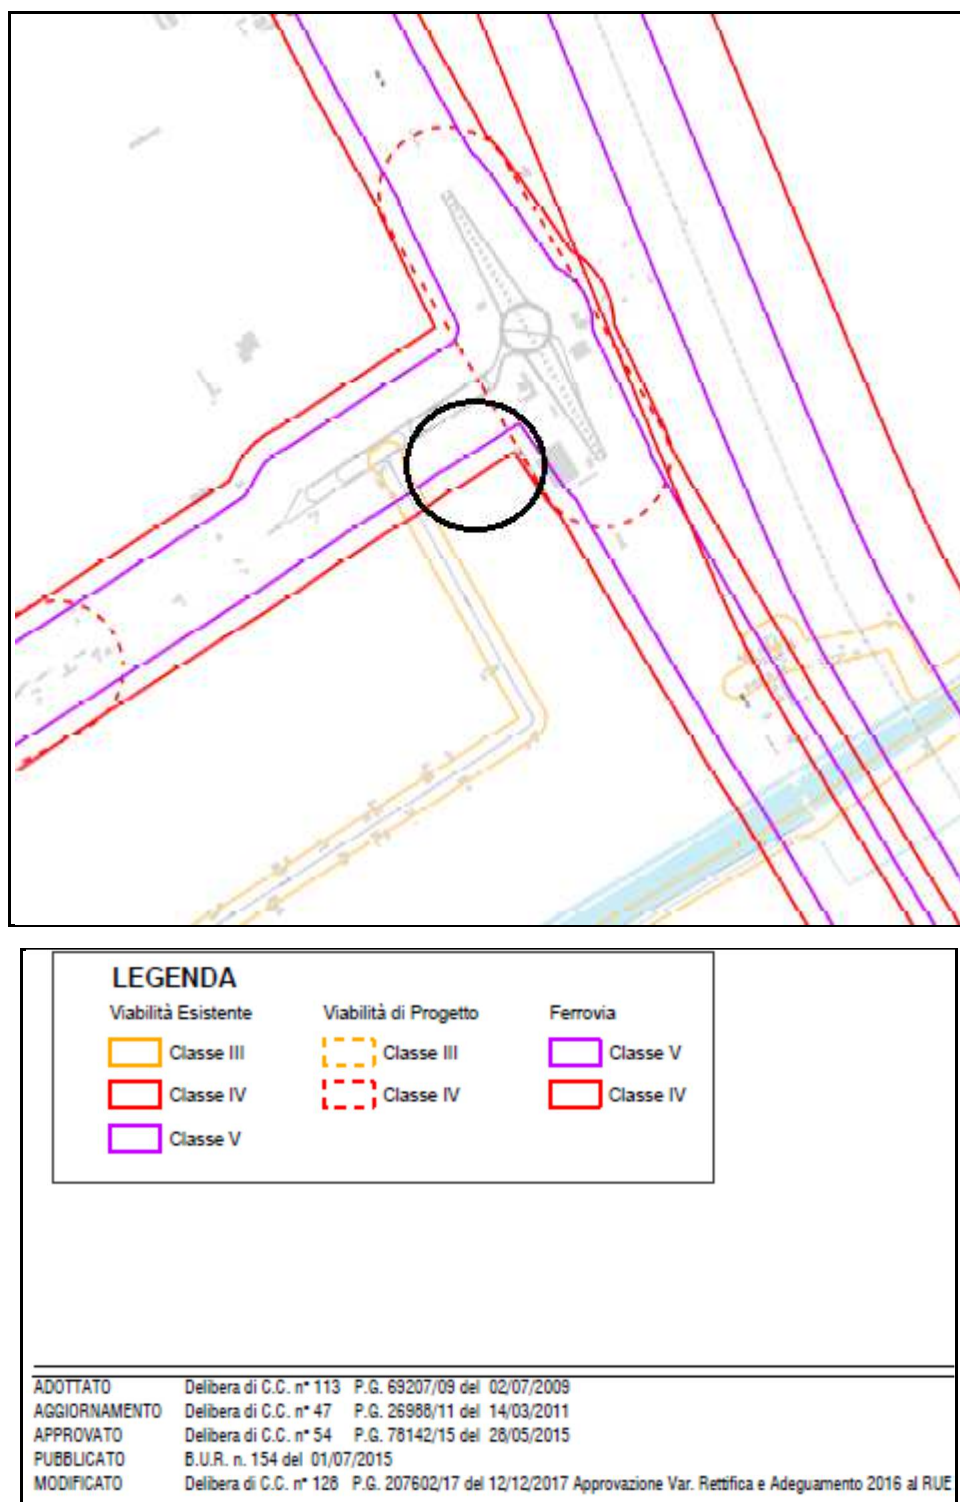 LEGENDA
Viabilità Esistente Viabilità di Progetto Ferrovia
Classe III Classe III Classe V
Classe IV Classe IV Classe IV
Classe V
ADOTTATO Delibera di C.C. n° 113 P.G. 69207/09 del 02/07/2009
AGGIORNAMENTO Delibera di C.C. n° 47 P.G. 26988/11 del 14/03/2011
APPROVATO Delibera di C.C. n° 54 P.G. 78142/15 del 28/05/2015
PUBBLICATO B.U.R. n. 154 del 01/07/2015
MODIFICATO Delibera di C.C. n° 128 P.G. 207602/17 del 12/12/2017 Approvazione Var. Rettifica e Adeguamento 2016 al RUE